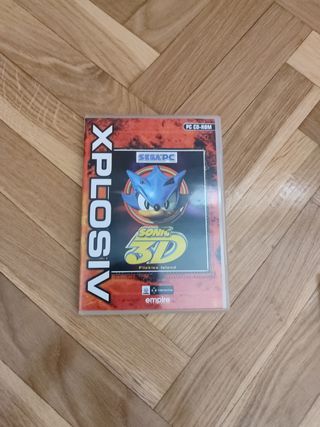 XPLOSIV
PC CD-ROM
SEGA PC
SONIC
3D
Flickies Island
empire